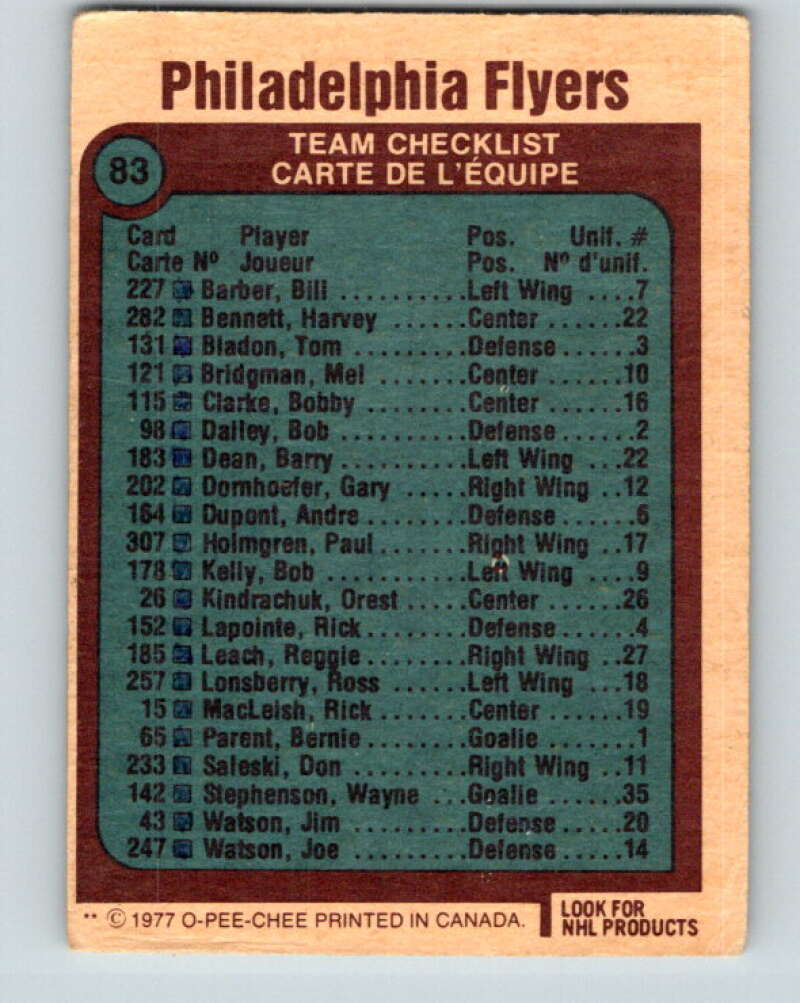 Philadelphia Flyers
TEAM CHECKLIST
83
CARTE DE L'ÉQUIPE
Card Player Pos. Unif. #
Carte Nº Joueur Pos. Nº d'unif.
227 Barber, Bill ..........Left Wing ....7
282 Bennett, Harvey ......Center ......22
131 Bladon, Tom .........Defense......3
121 Bridgman, Mel .......Center ......10
115 Clarke, Bobby ........Center ......16
98 Dailey, Bob ..........Defense......2
183 Dean, Barry..........Left Wing ...22
202 Dornhoefer, Gary .....Right Wing ..12
164 Dupont, Andre........Defense......6
307 Holmgren, Paul.......Right Wing ..17
178 Kelly, Bob ...........Left Wing ....9
26 Kindrachuk, Orest ....Center ......26
152 Lapointe, Rick........Defense......4
185 Leach, Reggie........Right Wing ..27
257 Lonsberry, Ross ......Left Wing ...18
15 MacLeish, Rick.......Center ......19
65 Parent, Bernie........Goalie .......1
233 Saleski, Don .........Right Wing ..11
142 Stephenson, Wayne ...Goalie ......35
43 Watson, Jim .........Defense.....20
247 Watson, Joe .........Defense.....14
** © 1977 O-PEE-CHEE PRINTED IN CANADA.
LOOK FOR
NHL PRODUCTS